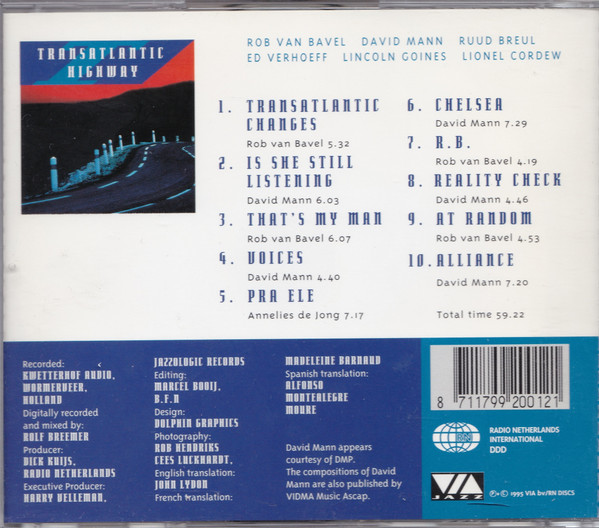 TRANSATLANTIC
HIGHWAY
ROB VAN BAVEL DAVID MANN RUUD BREUL
ED VERHOEFF LINCOLN GOINES LIONEL CORDEW
1. TRANSATLANTIC
CHANGES
Rob van Bavel 5.32
2. IS SHE STILL
LISTENING
David Mann 6.03
3. THAT'S MY MAN
Rob van Bavel 6.07
4. VOICES
David Mann 4.40
5. PRA ELE
Annelies de Jong 7.17
6. CHELSEA
David Mann 7.29
7. R.B.
Rob van Bavel 4.19
8. REALITY CHECK
David Mann 4.46
9. AT RANDOM
Rob van Bavel 4.53
10. ALLIANCE
David Mann 7.20
Total time 59.22
Recorded:
KWETTERHOF AUDIO,
WORMERVEER,
HOLLAND
Digitally recorded
and mixed by:
ROLF BREEMER
Producer:
DICK KUIJS,
RADIO NETHERLANDS
Executive Producer:
HARRY VELLEMAN,
JAZZOLOGIC RECORDS
Editing:
MARCEL BOOIJ,
B.F.N
Design:
DOLPHIN GRAPHICS
Photography:
ROB HENDRIKS
CEES LUCKHARDT,
English translation:
JOHN LYDON
French translation:
MADELEINE BARNAUD
Spanish translation:
ALFONSO
MONTEALEGRE
MOURE
David Mann appears
courtesy of DMP.
The compositions of David
Mann are also published by
VIDMA Music Ascap.
8 711799 200121
RADIO NETHERLANDS
INTERNATIONAL
DDD
VIA
JAZZ
℗+© 1995 VIA bv/RN DISCS